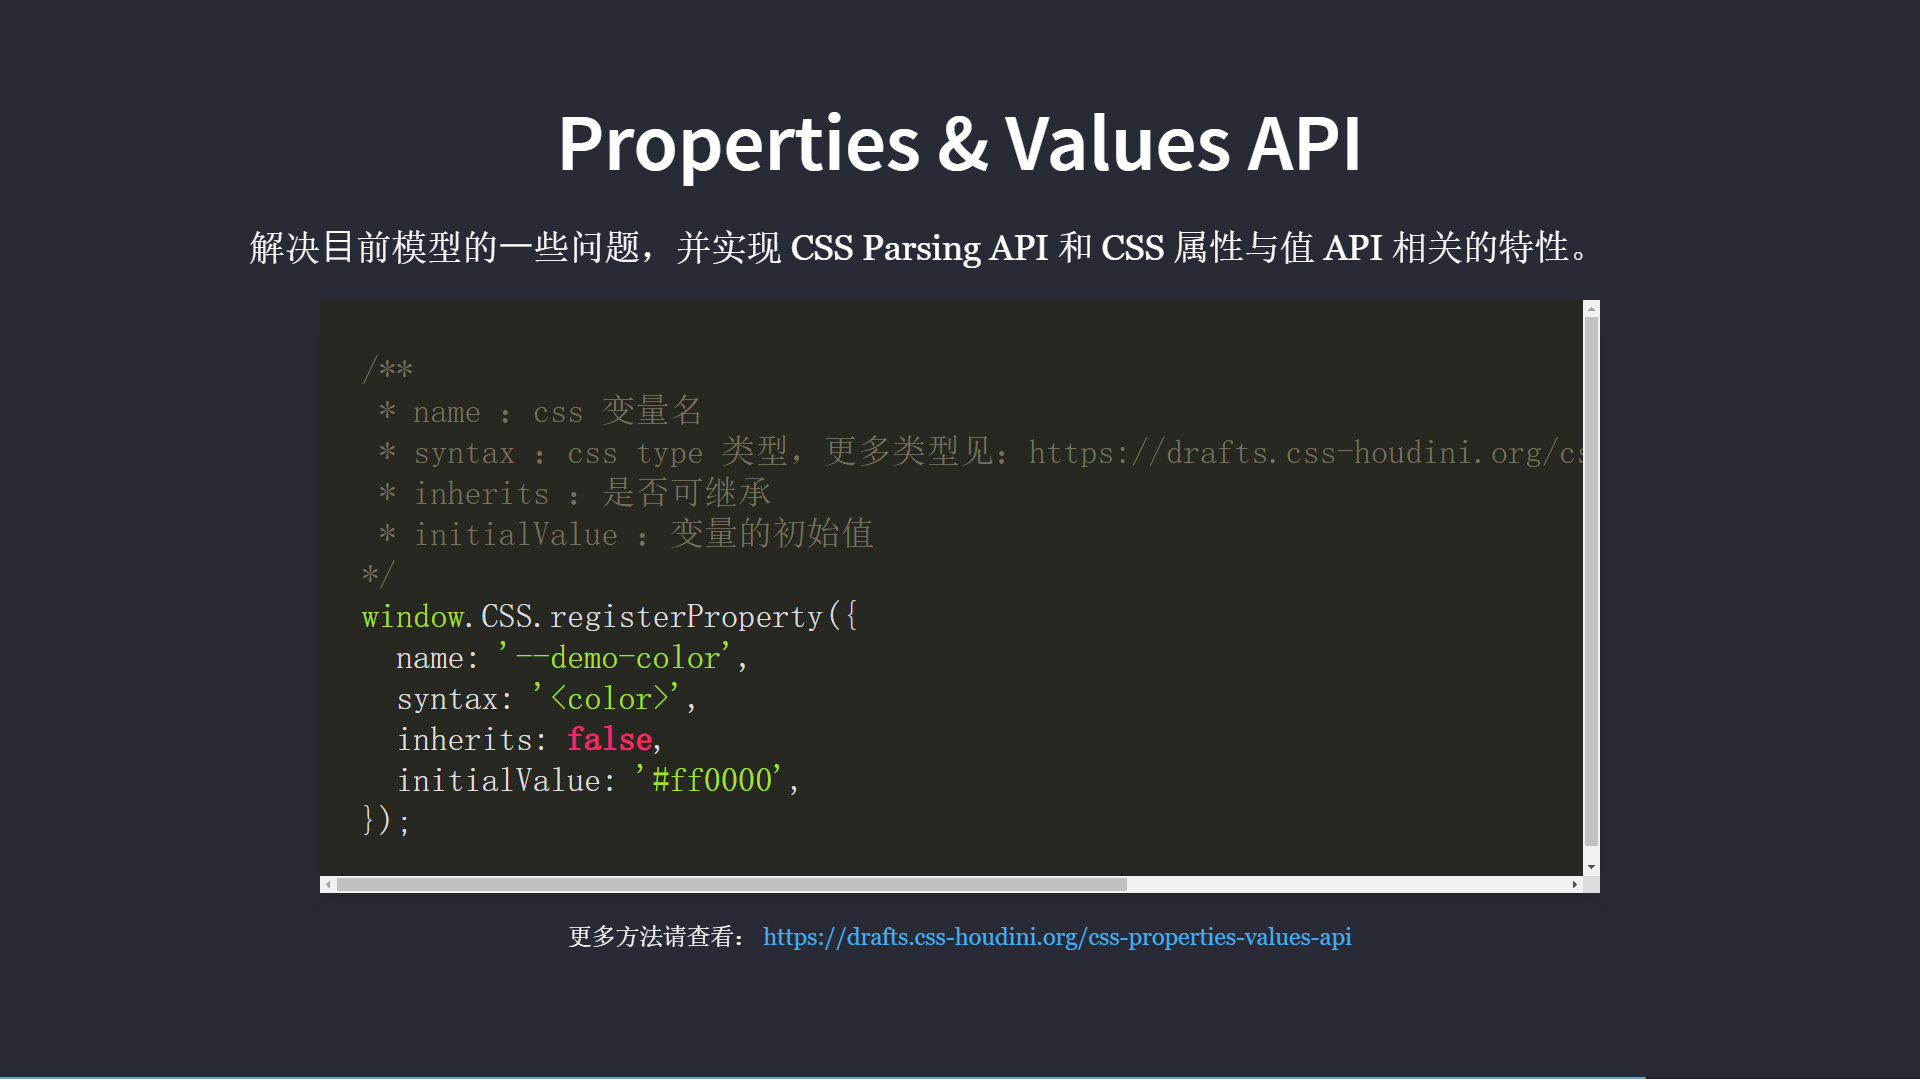 Properties & Values API
解决目前模型的一些问题，并实现 CSS Parsing API 和 CSS 属性与值 API 相关的特性。
/**
 * name : css 变量名
 * syntax : css type 类型，更多类型见：https://drafts.css-houdini.org/cs
 * inherits : 是否可继承
 * initialValue : 变量的初始值
*/
window.CSS.registerProperty({
  name: '--demo-color',
  syntax: '<color>',
  inherits: false,
  initialValue: '#ff0000',
});
更多方法请查看： https://drafts.css-houdini.org/css-properties-values-api